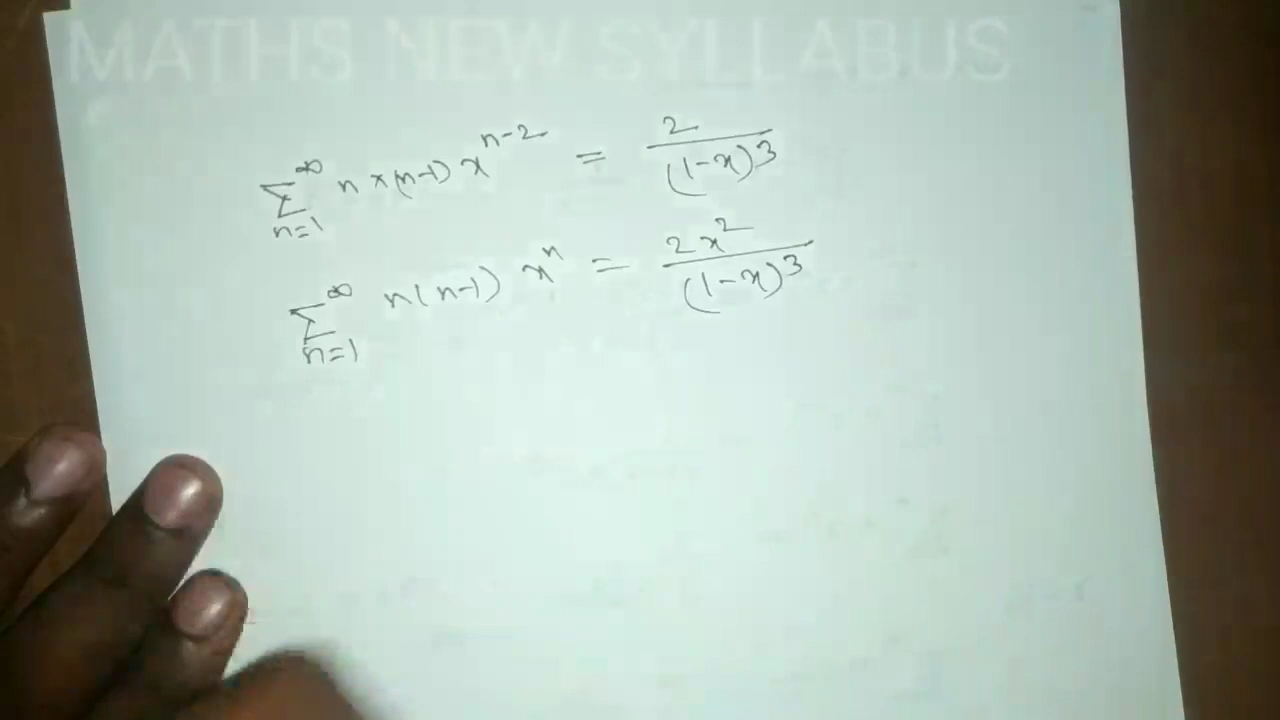 MATHS NEW SYLLABUS
∑_{n=1}^{∞} n×(n-1) x^{n-2} = 2/(1-x)^3
∑_{n=1}^{∞} n(n-1) x^n = 2x^2/(1-x)^3